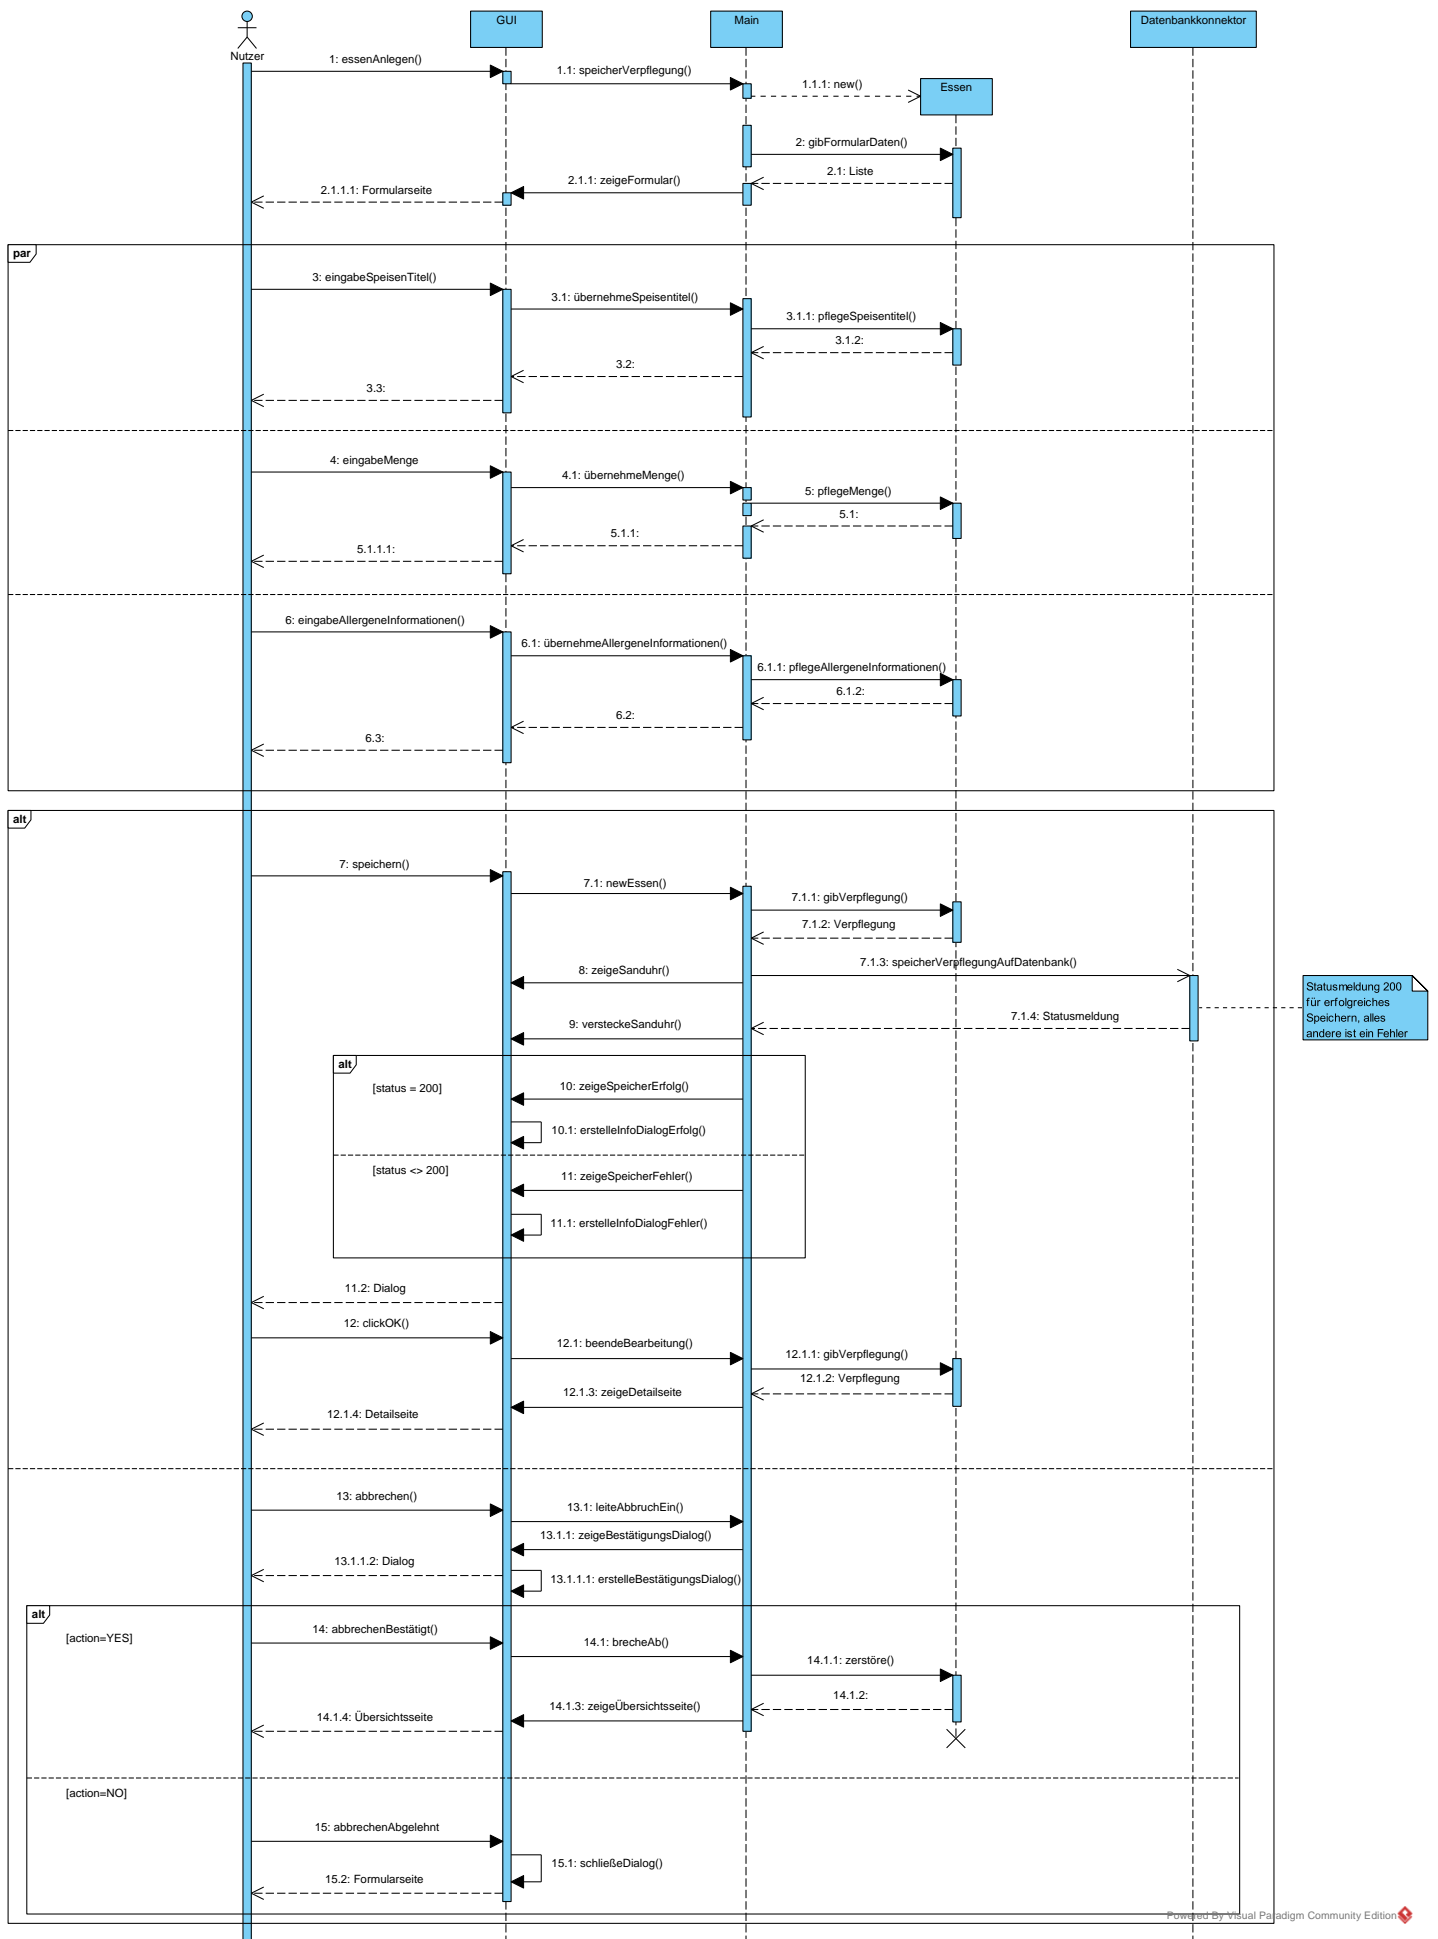 GUI
Main
Datenbankkonnektor
Nutzer
1: essenAnlegen()
1.1: speicherVerpflegung()
1.1.1: new()
Essen
2: gibFormularDaten()
2.1: Liste
2.1.1: zeigeFormular()
2.1.1.1: Formularseite
par
3: eingabeSpeisenTitel()
3.1: übernehmeSpeisentitel()
3.1.1: pflegeSpeisentitel()
3.1.2:
3.2:
3.3:
4: eingabeMenge
4.1: übernehmeMenge()
5: pflegeMenge()
5.1:
5.1.1:
5.1.1.1:
6: eingabeAllergeneInformationen()
6.1: übernehmeAllergeneInformationen()
6.1.1: pflegeAllergeneInformationen()
6.1.2:
6.2:
6.3:
alt
7: speichern()
7.1: newEssen()
7.1.1: gibVerpflegung()
7.1.2: Verpflegung
7.1.3: speicherVerpflegungAufDatenbank()
8: zeigeSanduhr()
Statusmeldung 200
für erfolgreiches
Speichern, alles
andere ist ein Fehler
7.1.4: Statusmeldung
9: versteckeSanduhr()
alt
[status = 200]
10: zeigeSpeicherErfolg()
10.1: erstelleInfoDialogErfolg()
[status <> 200]
11: zeigeSpeicherFehler()
11.1: erstelleInfoDialogFehler()
11.2: Dialog
12: clickOK()
12.1: beendeBearbeitung()
12.1.1: gibVerpflegung()
12.1.2: Verpflegung
12.1.3: zeigeDetailseite
12.1.4: Detailseite
13: abbrechen()
13.1: leiteAbbruchEin()
13.1.1: zeigeBestätigungsDialog()
13.1.1.2: Dialog
13.1.1.1: erstelleBestätigungsDialog()
alt
[action=YES]
14: abbrechenBestätigt()
14.1: brecheAb()
14.1.1: zerstöre()
14.1.2:
14.1.3: zeigeÜbersichtsseite()
14.1.4: Übersichtsseite
[action=NO]
15: abbrechenAbgelehnt
15.1: schließeDialog()
15.2: Formularseite
Powered By Visual Paradigm Community Edition